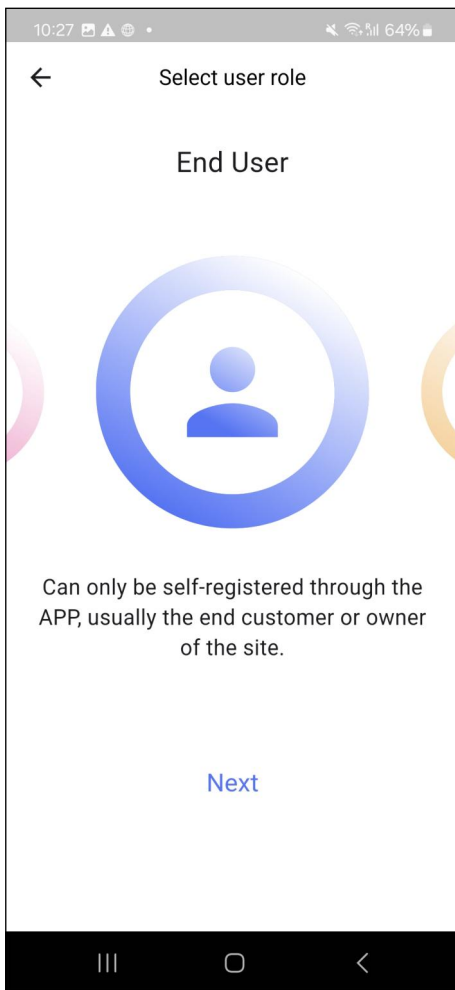 10:27
64%
Select user role
End User
Can only be self-registered through the
APP, usually the end customer or owner
of the site.
Next